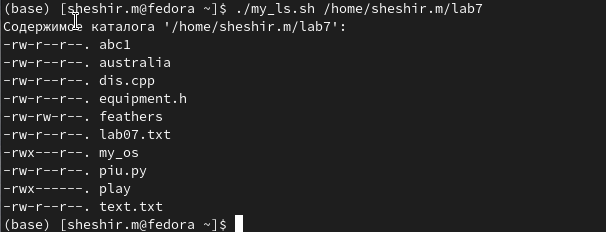 (base) [sheshir.m@fedora ~]$ ./my_ls.sh /home/sheshir.m/lab7
Содержимое каталога '/home/sheshir.m/lab7':
-rw-r--r--. abc1
-rw-r--r--. australia
-rw-r--r--. dis.cpp
-rw-r--r--. equipment.h
-rw-rw-r--. feathers
-rw-r--r--. lab07.txt
-rwx---r--. my_os
-rw-r--r--. piu.py
-rwx------. play
-rw-r--r--. text.txt
(base) [sheshir.m@fedora ~]$